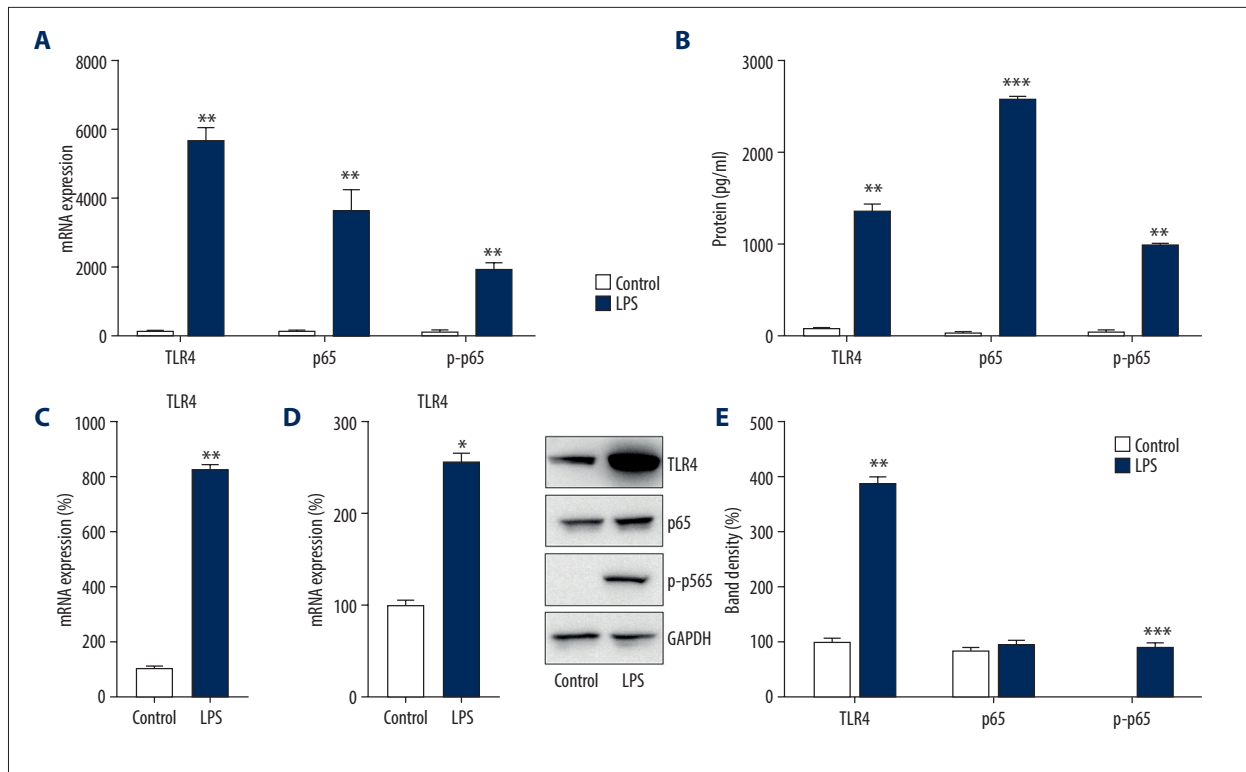 A
8000
6000
4000
2000
0
mRNA expression
**
**
**
TLR4 p65 p-p65
Control
LPS
B
3000
2000
1000
0
Protein (pg/ml)
**
***
**
TLR4 p65 p-p65
C
TLR4
1000
800
600
400
200
0
mRNA expression (%)
**
Control LPS
D
TLR4
300
200
100
0
mRNA expression (%)
*
Control LPS
TLR4
p65
p-p565
GAPDH
Control LPS
E
500
400
300
200
100
0
Band density (%)
**
***
Control
LPS
TLR4 p65 p-p65